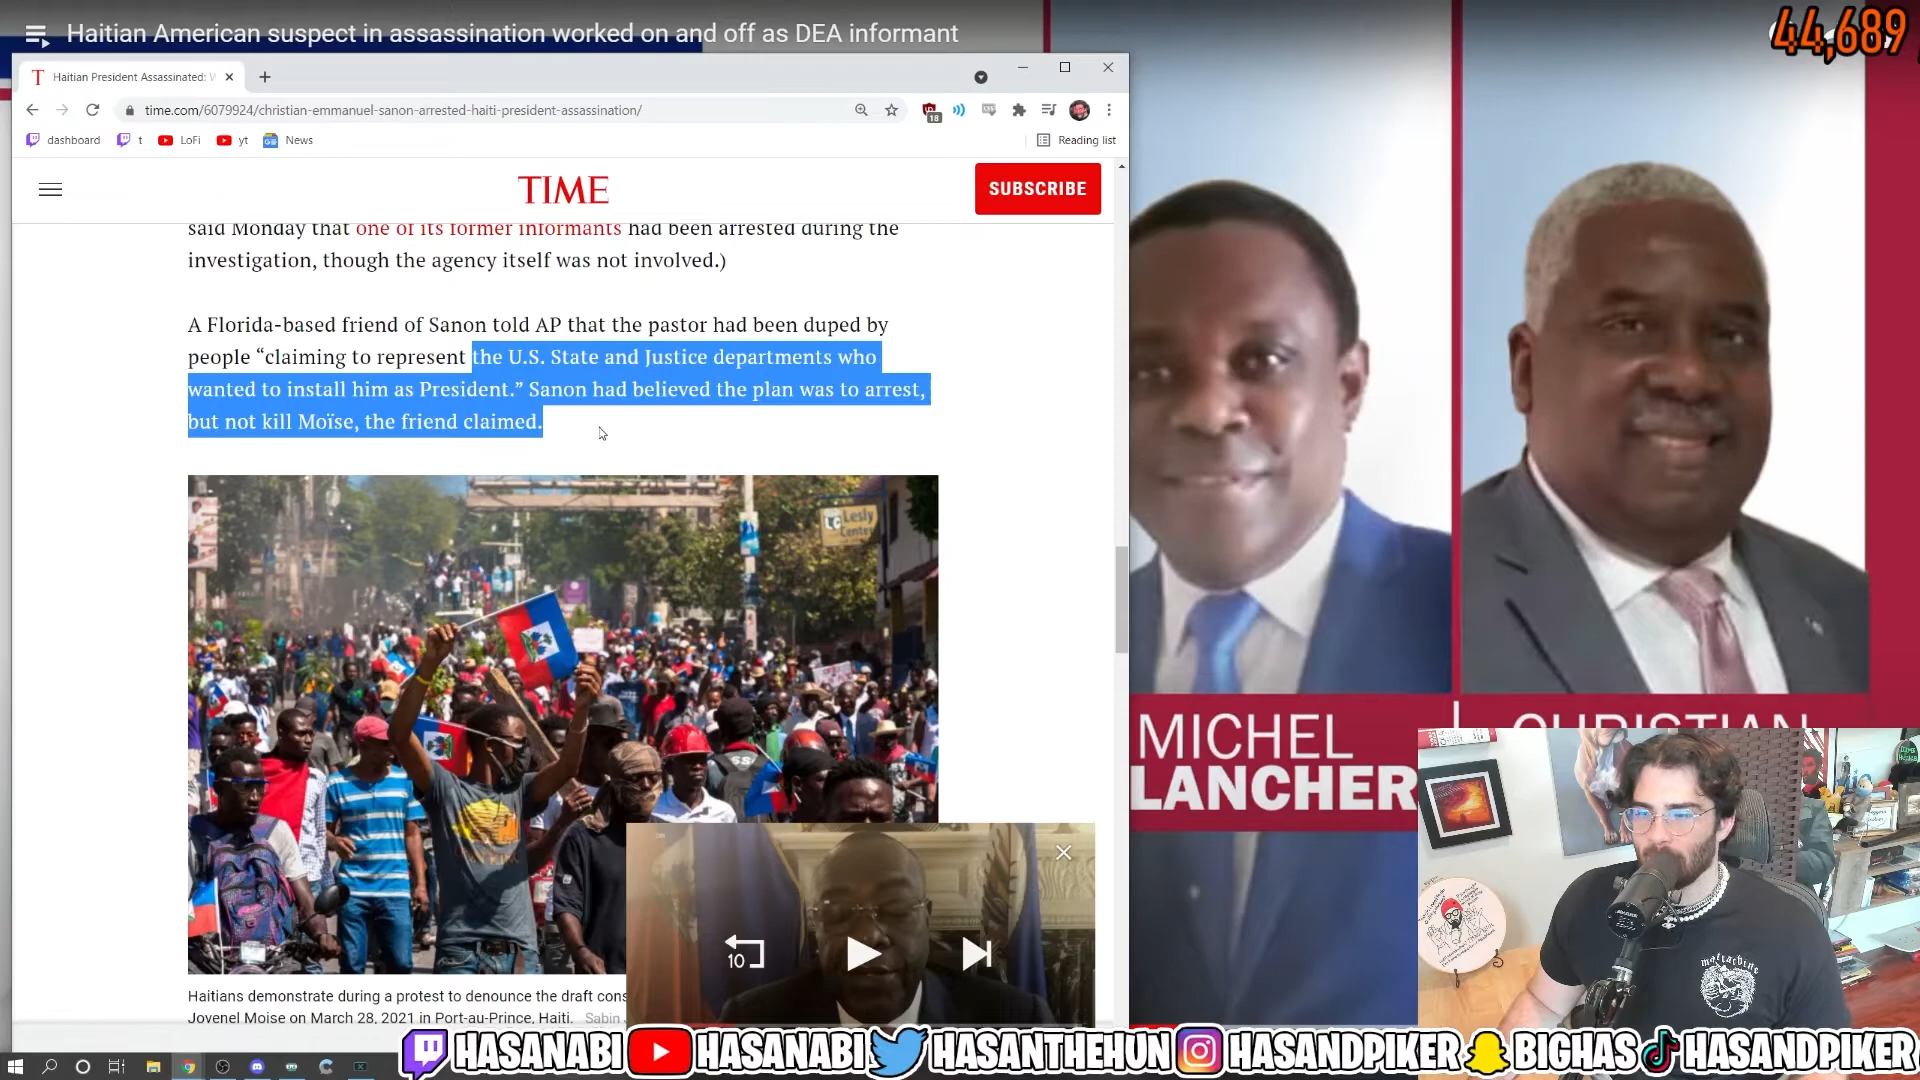 Haitian American suspect in assassination worked on and off as DEA informant
44,689
Haitian President Assassinated: W
time.com/6079924/christian-emmanuel-sanon-arrested-haiti-president-assassination/
18
dashboard
t
LoFi
yt
News
Reading list
TIME
SUBSCRIBE
said Monday that one of its former informants had been arrested during the
investigation, though the agency itself was not involved.)
A Florida-based friend of Sanon told AP that the pastor had been duped by
people “claiming to represent the U.S. State and Justice departments who
wanted to install him as President.” Sanon had believed the plan was to arrest,
but not kill Moïse, the friend claimed.
Lesly
Center
10
Haitians demonstrate during a protest to denounce the draft cons
Jovenel Moise on March 28, 2021 in Port-au-Prince, Haiti. Sabin
MICHEL
LANCHER
CHRISTIAN
HASANABI
HASANABI
HASANTHEHUN
HASANDPIKER
BIGHAS
HASANDPIKER